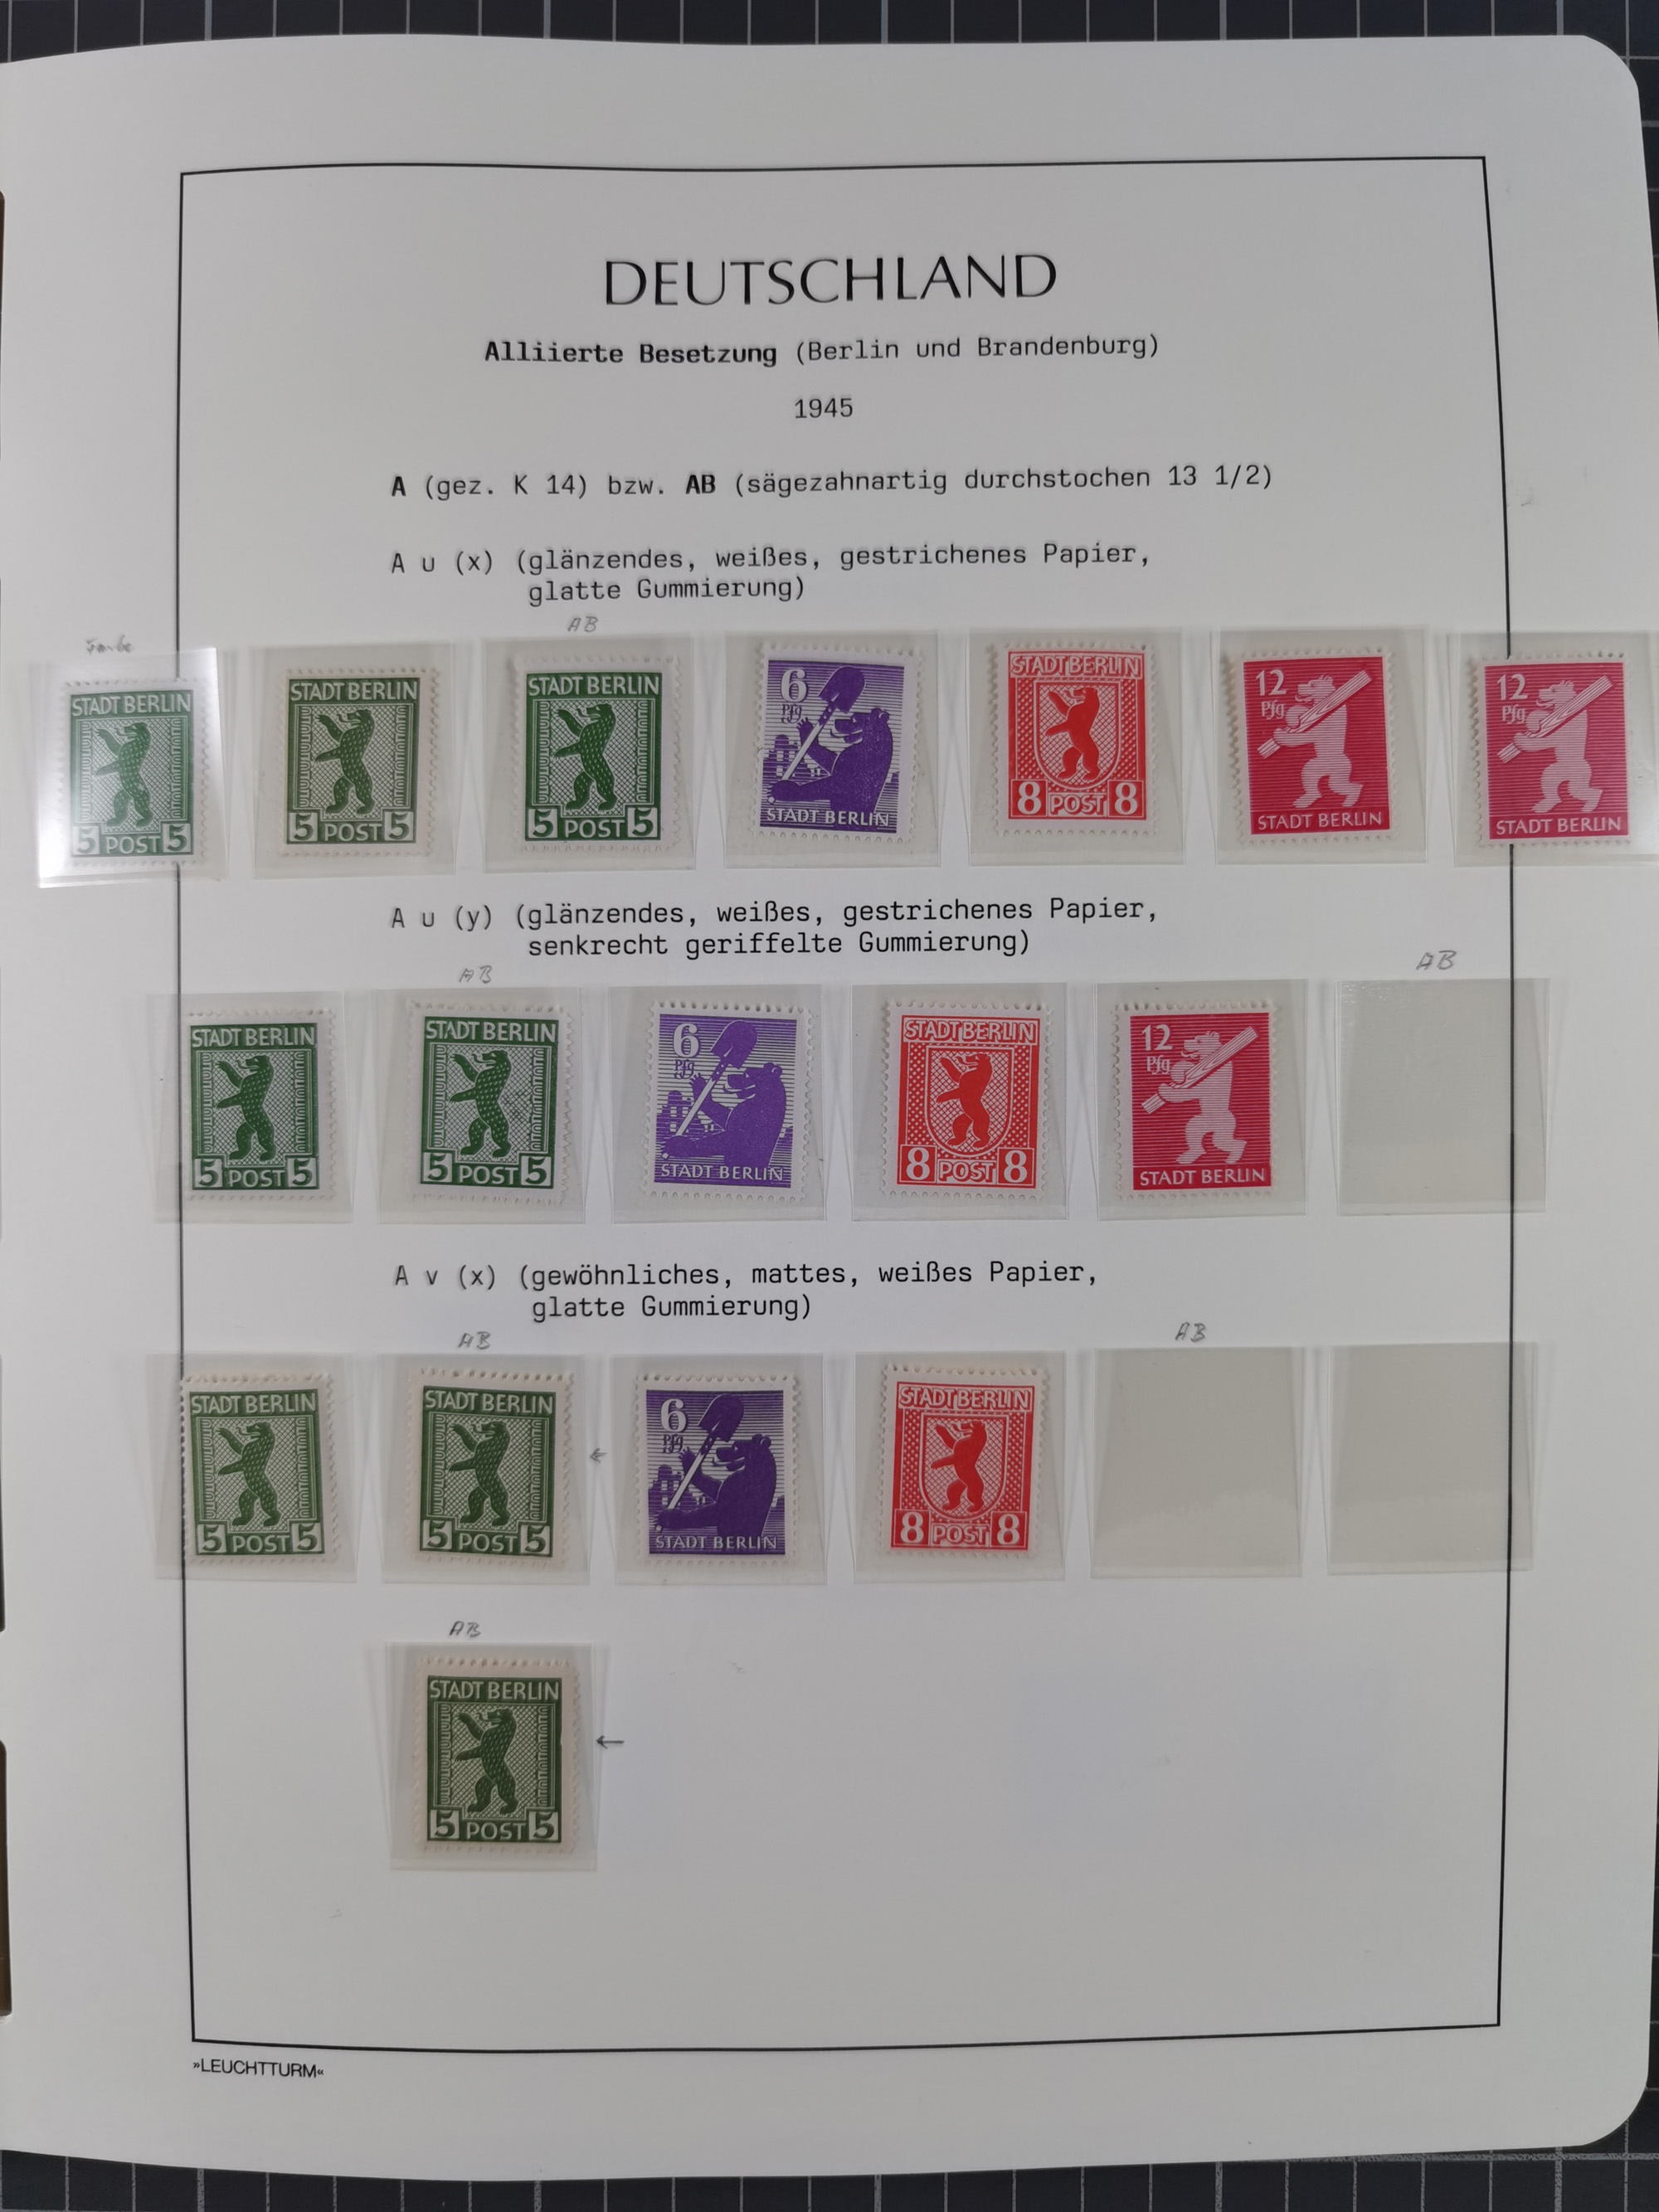 DEUTSCHLAND
Alliierte Besetzung (Berlin und Brandenburg)
1945
A (gez. K 14) bzw. AB (sägezahnartig durchstochen 13 1/2)
A u (x) (glänzendes, weißes, gestrichenes Papier,
glatte Gummierung)
Farbe
AB
STADT BERLIN
5 POST 5
STADT BERLIN
5 POST 5
STADT BERLIN
5 POST 5
6
Pfg
STADT BERLIN
STADT BERLIN
8 POST 8
12
Pfg
STADT BERLIN
12
Pfg
STADT BERLIN
A u (y) (glänzendes, weißes, gestrichenes Papier,
senkrecht geriffelte Gummierung)
AB
AB
STADT BERLIN
5 POST 5
STADT BERLIN
5 POST 5
6
Pfg
STADT BERLIN
STADT BERLIN
8 POST 8
12
Pfg
STADT BERLIN
A v (x) (gewöhnliches, mattes, weißes Papier,
glatte Gummierung)
AB
AB
STADT BERLIN
5 POST 5
STADT BERLIN
5 POST 5
←
6
Pfg
STADT BERLIN
STADT BERLIN
8 POST 8
AB
STADT BERLIN
5 POST 5
←
»LEUCHTTURM«